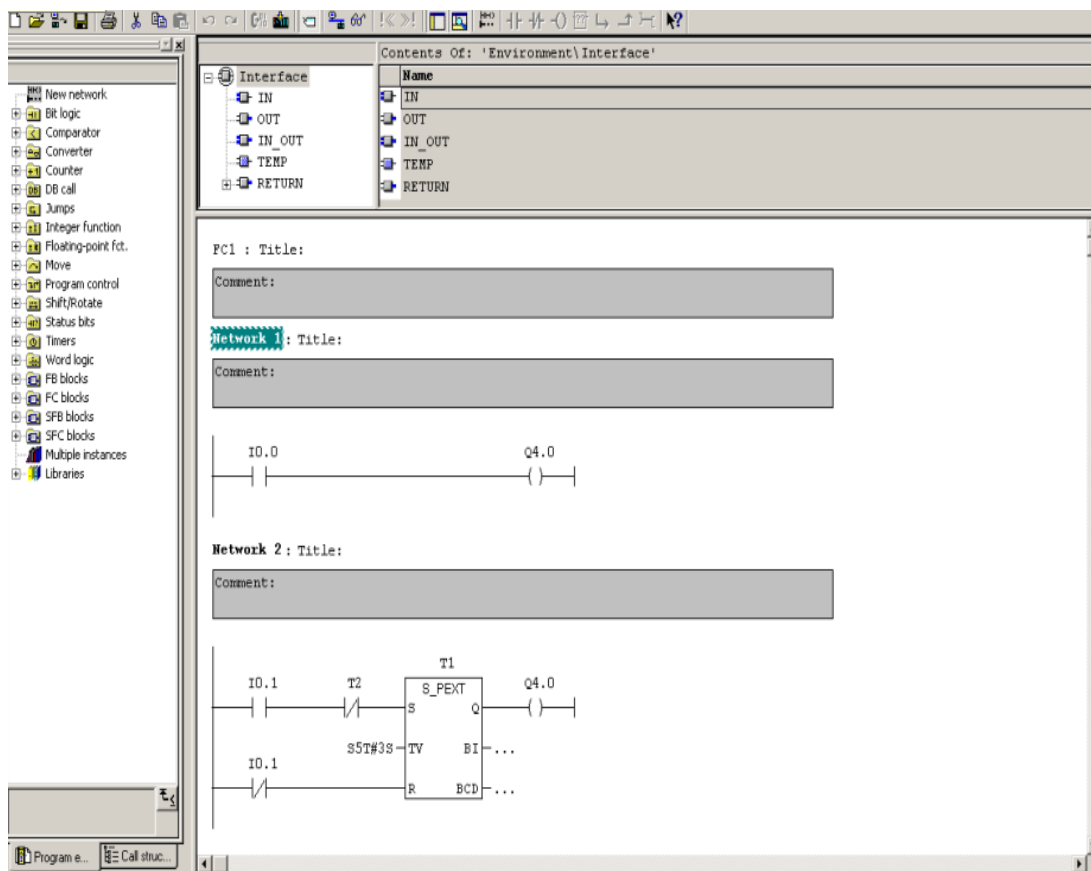 Contents Of: 'Environment\Interface'
Interface
IN
OUT
IN_OUT
TEMP
RETURN
Name
IN
OUT
IN_OUT
TEMP
RETURN
New network
Bit logic
Comparator
Converter
Counter
DB call
Jumps
Integer function
Floating-point fct.
Move
Program control
Shift/Rotate
Status bits
Timers
Word logic
FB blocks
FC blocks
SFB blocks
SFC blocks
Multiple instances
Libraries
Program e...
Call struc...
FC1 : Title:
Comment:
Network 1: Title:
Comment:
I0.0 Q4.0
Network 2: Title:
Comment:
T1
I0.1 T2 S_PEXT Q4.0
S Q
S5T#3S TV BI ...
I0.1
R BCD ...